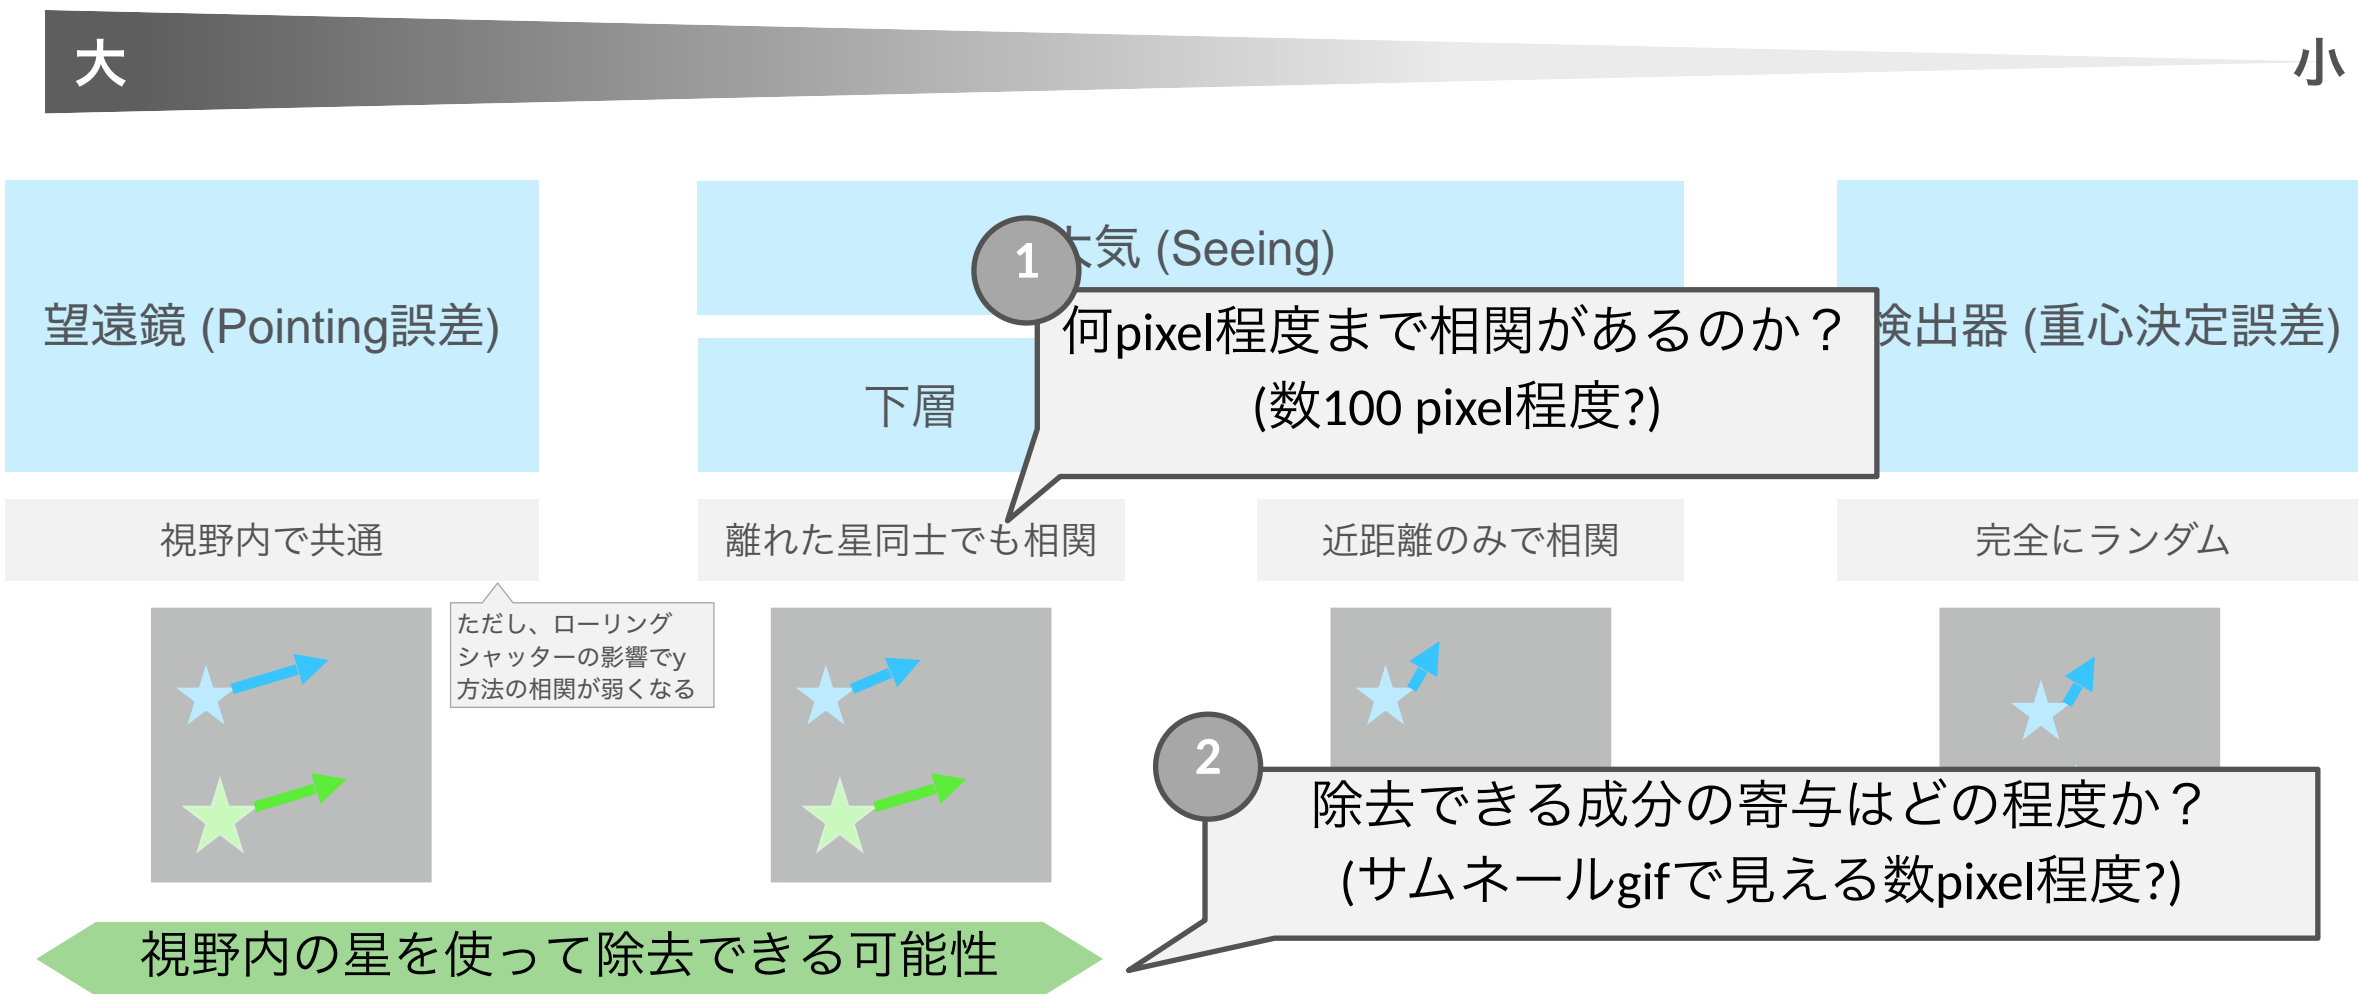 大
小
望遠鏡 (Pointing誤差)
気 (Seeing)
下層
検出器 (重心決定誤差)
1
何pixel程度まで相関があるのか？
(数100 pixel程度?)
視野内で共通
離れた星同士でも相関
近距離のみで相関
完全にランダム
ただし、ローリング
シャッターの影響でy
方法の相関が弱くなる
2
除去できる成分の寄与はどの程度か？
(サムネールgifで見える数pixel程度?)
視野内の星を使って除去できる可能性